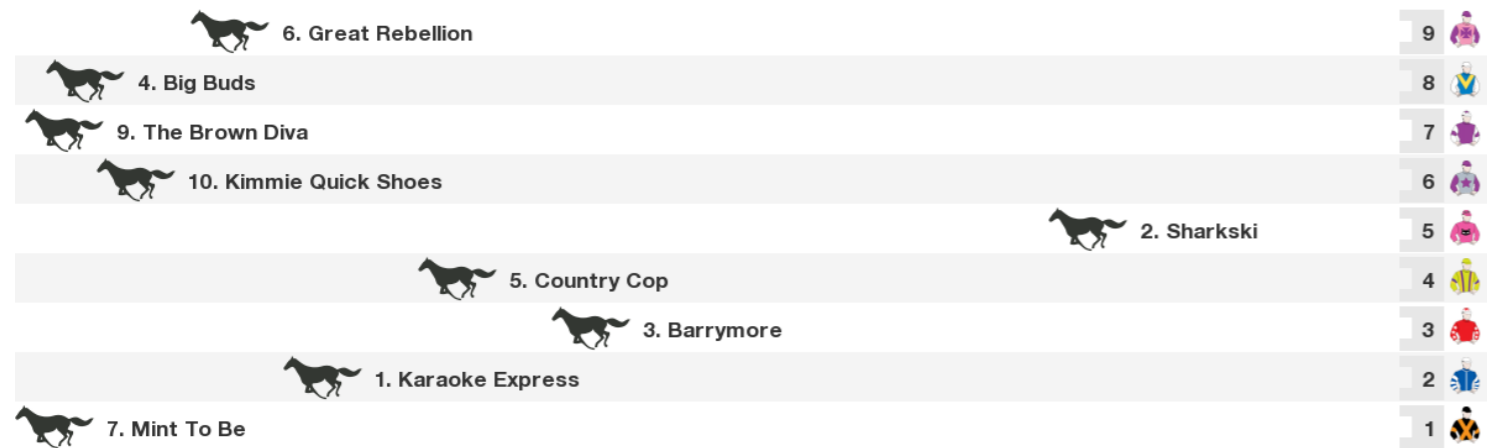 6. Great Rebellion 9
4. Big Buds 8
9. The Brown Diva 7
10. Kimmie Quick Shoes 6
2. Sharkski 5
5. Country Cop 4
3. Barrymore 3
1. Karaoke Express 2
7. Mint To Be 1